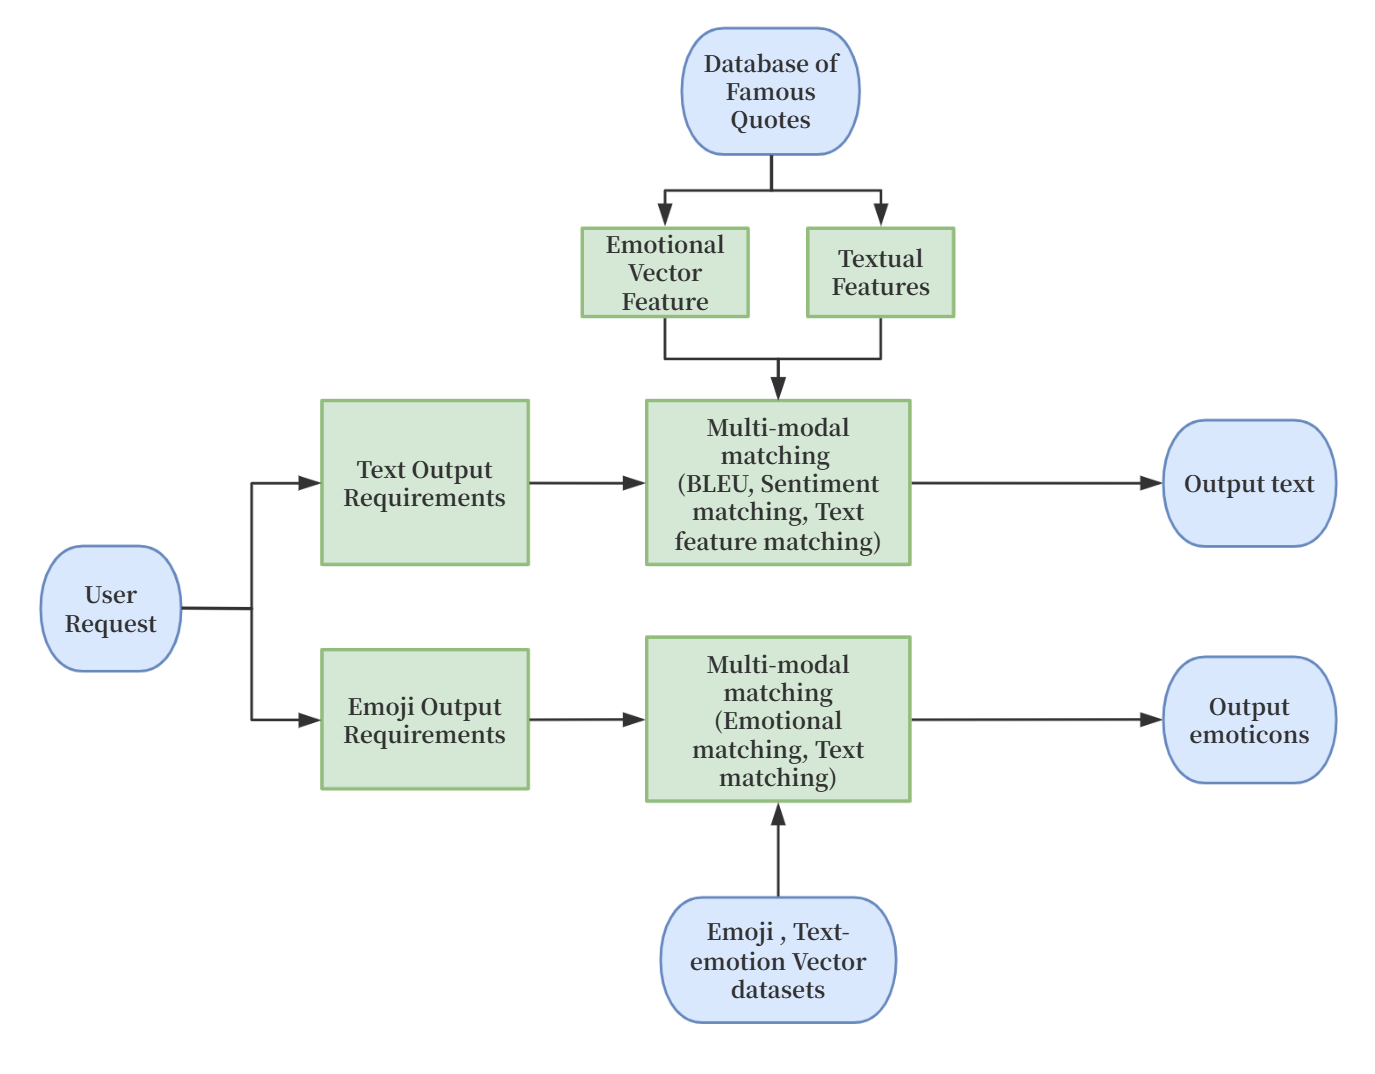 Database of
Famous
Quotes
Emotional
Vector
Feature
Textual
Features
Text Output
Requirements
Multi-modal
matching
(BLEU, Sentiment
matching, Text
feature matching)
Output text
User
Request
Emoji Output
Requirements
Multi-modal
matching
(Emotional
matching, Text
matching)
Output
emoticons
Emoji , Text-
emotion Vector
datasets